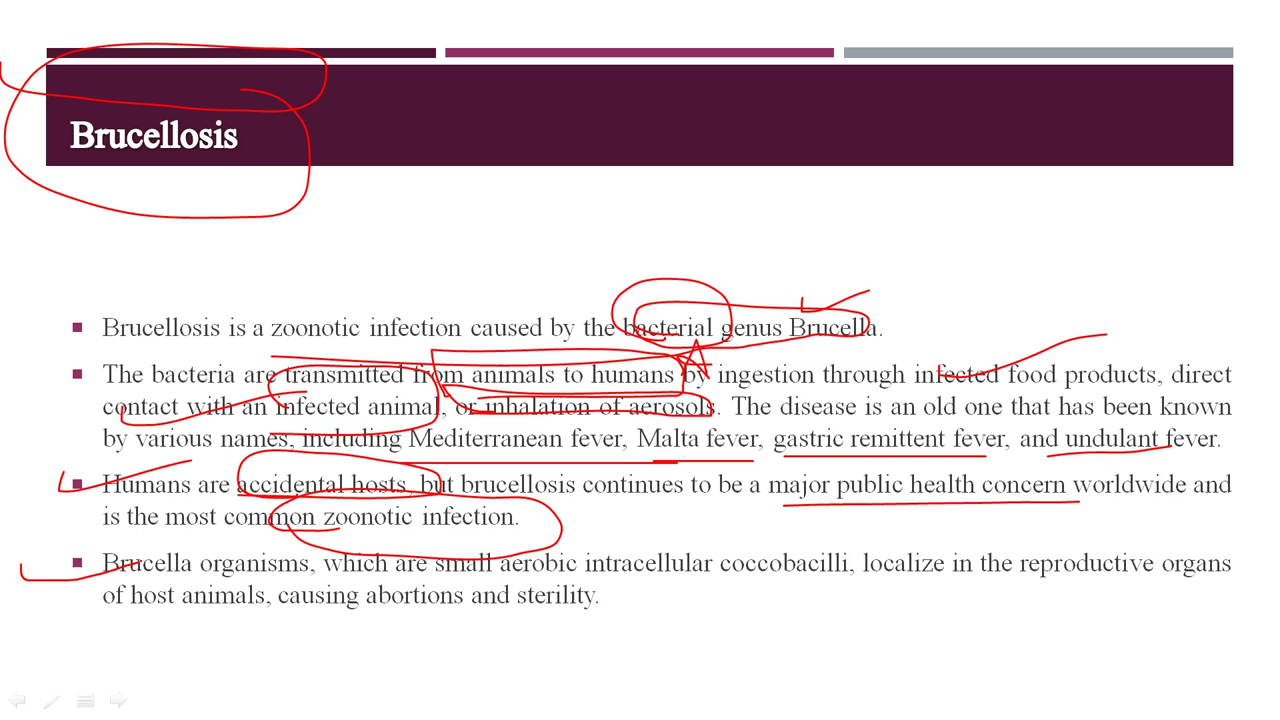 Brucellosis
Brucellosis is a zoonotic infection caused by the bacterial genus Brucella.
The bacteria are transmitted from animals to humans by ingestion through infected food products, direct
contact with an infected animal, or inhalation of aerosols. The disease is an old one that has been known
by various names, including Mediterranean fever, Malta fever, gastric remittent fever, and undulant fever.
Humans are accidental hosts, but brucellosis continues to be a major public health concern worldwide and
is the most common zoonotic infection.
Brucella organisms, which are small aerobic intracellular coccobacilli, localize in the reproductive organs
of host animals, causing abortions and sterility.